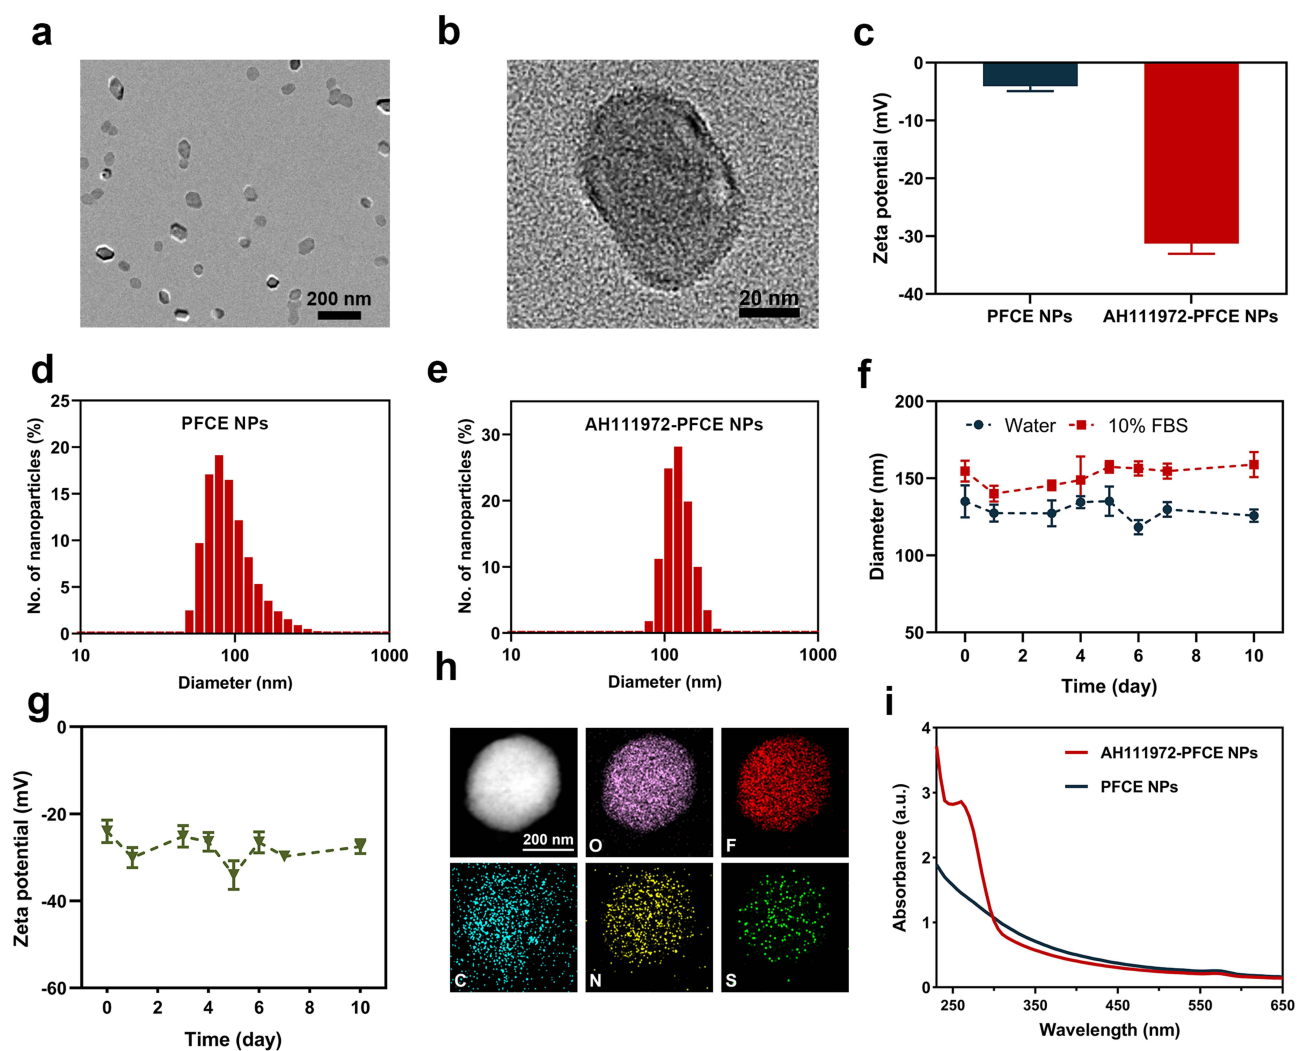 a
200 nm
b
20 nm
c
Zeta potential (mV)
0
-10
-20
-30
-40
PFCE NPs
AH111972-PFCE NPs
d
No. of nanoparticles (%)
25
20
15
10
5
0
PFCE NPs
10
100
1000
Diameter (nm)
e
No. of nanoparticles (%)
30
20
10
0
AH111972-PFCE NPs
10
100
1000
Diameter (nm)
f
Diameter (nm)
200
150
100
50
Water
10% FBS
0
2
4
6
8
10
Time (day)
g
Zeta potential (mV)
0
-20
-40
-60
0
2
4
6
8
10
Time (day)
h
200 nm
O
F
C
N
S
i
Absorbance (a.u.)
4
3
2
1
0
AH111972-PFCE NPs
PFCE NPs
250
350
450
550
650
Wavelength (nm)